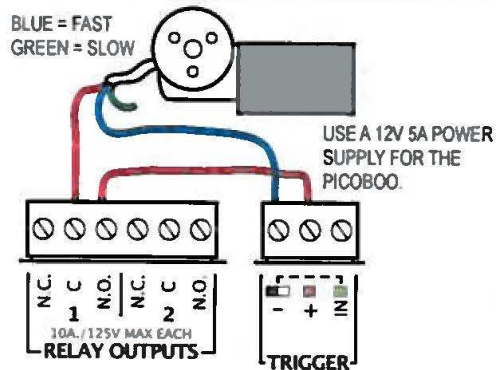 BLUE = FAST
GREEN = SLOW
USE A 12V 5A POWER
SUPPLY FOR THE
PICOBOO.
N.C. C N.O. N.C. C N.O.
1 2
10A./125V MAX EACH
RELAY OUTPUTS
- + IN
TRIGGER